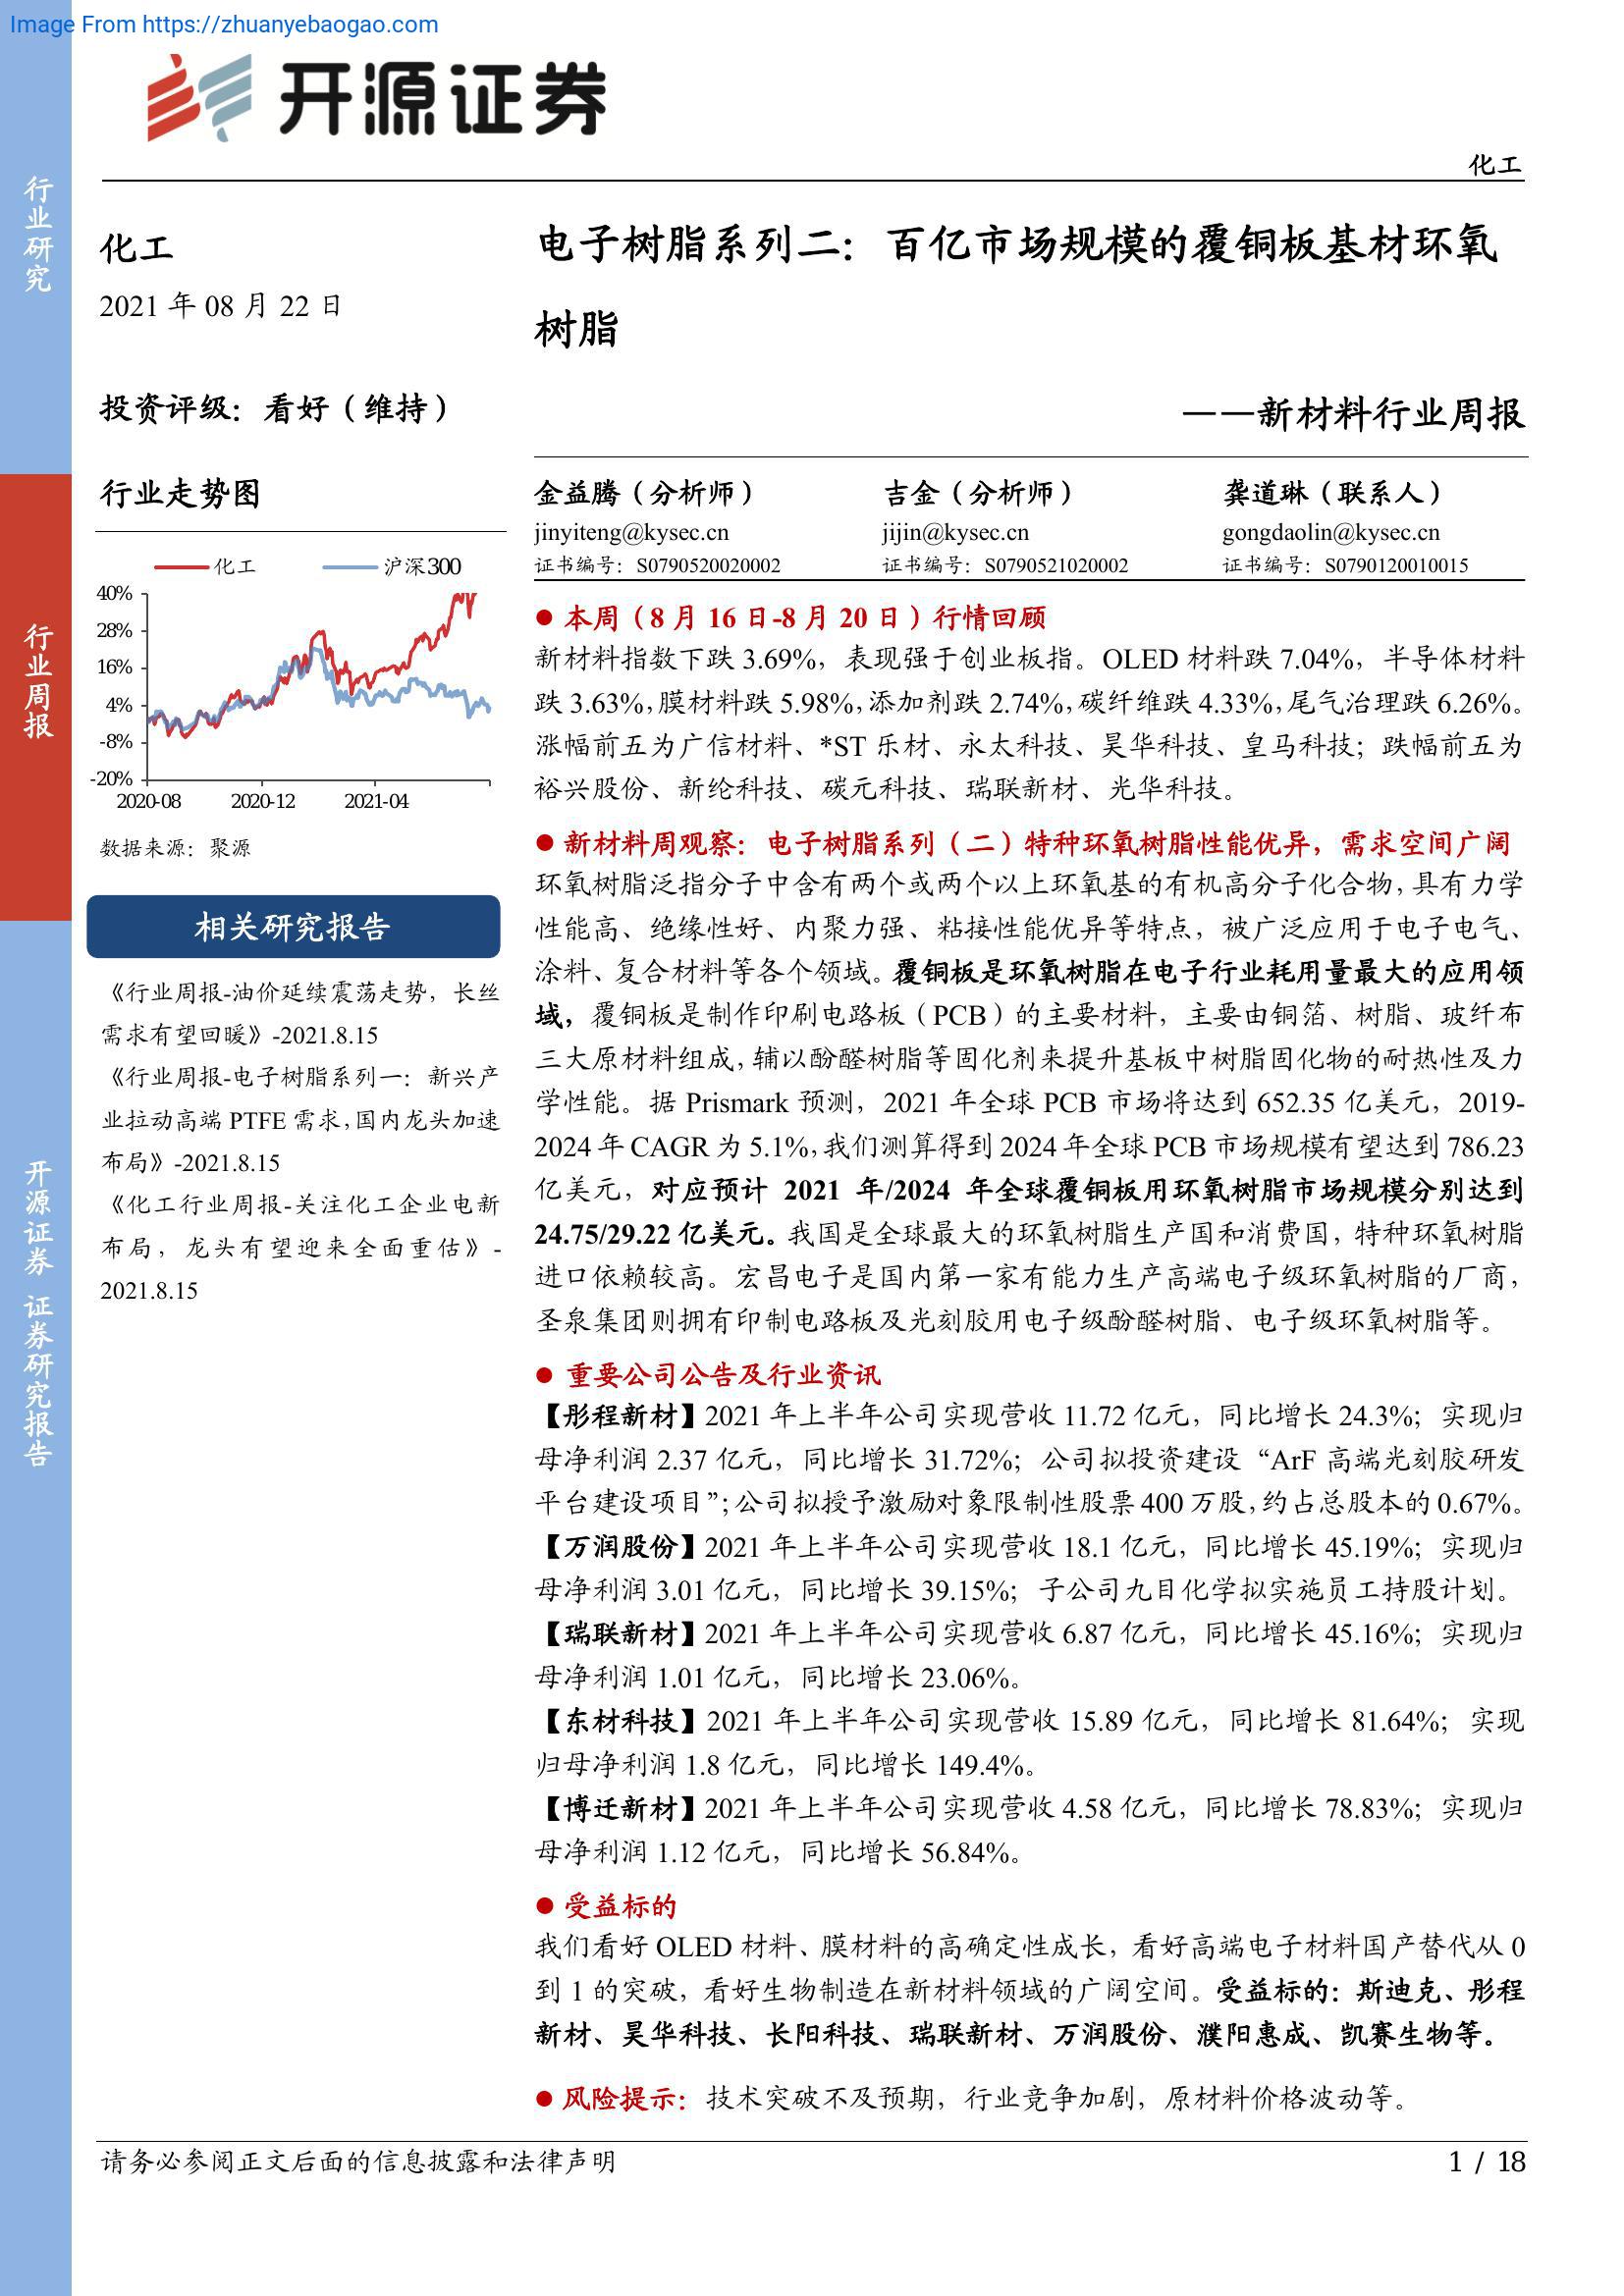 Image From https://zhuanyebaogao.com
开源证券
化工
行业研究
行业周报
开源证券 证券研究报告
化工
2021 年 08 月 22 日
投资评级：看好（维持）
行业走势图
化工 沪深300
40%
28%
16%
4%
-8%
-20%
2020-08 2020-12 2021-04
数据来源：聚源
相关研究报告
《行业周报-油价延续震荡走势，长丝
需求有望回暖》-2021.8.15
《行业周报-电子树脂系列一：新兴产
业拉动高端 PTFE 需求，国内龙头加速
布局》-2021.8.15
《化工行业周报-关注化工企业电新
布局，龙头有望迎来全面重估》-
2021.8.15
电子树脂系列二：百亿市场规模的覆铜板基材环氧
树脂
——新材料行业周报
金益腾（分析师） 吉金（分析师） 龚道琳（联系人）
jinyiteng@kysec.cn jijin@kysec.cn gongdaolin@kysec.cn
证书编号：S0790520020002 证书编号：S0790521020002 证书编号：S0790120010015
● 本周（8 月 16 日-8 月 20 日）行情回顾
新材料指数下跌 3.69%，表现强于创业板指。OLED 材料跌 7.04%，半导体材料
跌 3.63%，膜材料跌 5.98%，添加剂跌 2.74%，碳纤维跌 4.33%，尾气治理跌 6.26%。
涨幅前五为广信材料、*ST 乐材、永太科技、昊华科技、皇马科技；跌幅前五为
裕兴股份、新纶科技、碳元科技、瑞联新材、光华科技。
● 新材料周观察：电子树脂系列（二）特种环氧树脂性能优异，需求空间广阔
环氧树脂泛指分子中含有两个或两个以上环氧基的有机高分子化合物，具有力学
性能高、绝缘性好、内聚力强、粘接性能优异等特点，被广泛应用于电子电气、
涂料、复合材料等各个领域。覆铜板是环氧树脂在电子行业耗用量最大的应用领
域，覆铜板是制作印刷电路板（PCB）的主要材料，主要由铜箔、树脂、玻纤布
三大原材料组成，辅以酚醛树脂等固化剂来提升基板中树脂固化物的耐热性及力
学性能。据 Prismark 预测，2021 年全球 PCB 市场将达到 652.35 亿美元，2019-
2024 年 CAGR 为 5.1%，我们测算得到 2024 年全球 PCB 市场规模有望达到 786.23
亿美元，对应预计 2021 年/2024 年全球覆铜板用环氧树脂市场规模分别达到
24.75/29.22 亿美元。我国是全球最大的环氧树脂生产国和消费国，特种环氧树脂
进口依赖较高。宏昌电子是国内第一家有能力生产高端电子级环氧树脂的厂商，
圣泉集团则拥有印制电路板及光刻胶用电子级酚醛树脂、电子级环氧树脂等。
● 重要公司公告及行业资讯
【彤程新材】2021 年上半年公司实现营收 11.72 亿元，同比增长 24.3%；实现归
母净利润 2.37 亿元，同比增长 31.72%；公司拟投资建设“ArF 高端光刻胶研发
平台建设项目”；公司拟授予激励对象限制性股票 400 万股，约占总股本的 0.67%。
【万润股份】2021 年上半年公司实现营收 18.1 亿元，同比增长 45.19%；实现归
母净利润 3.01 亿元，同比增长 39.15%；子公司九目化学拟实施员工持股计划。
【瑞联新材】2021 年上半年公司实现营收 6.87 亿元，同比增长 45.16%；实现归
母净利润 1.01 亿元，同比增长 23.06%。
【东材科技】2021 年上半年公司实现营收 15.89 亿元，同比增长 81.64%；实现
归母净利润 1.8 亿元，同比增长 149.4%。
【博迁新材】2021 年上半年公司实现营收 4.58 亿元，同比增长 78.83%；实现归
母净利润 1.12 亿元，同比增长 56.84%。
● 受益标的
我们看好 OLED 材料、膜材料的高确定性成长，看好高端电子材料国产替代从 0
到 1 的突破，看好生物制造在新材料领域的广阔空间。受益标的：斯迪克、彤程
新材、昊华科技、长阳科技、瑞联新材、万润股份、濮阳惠成、凯赛生物等。
● 风险提示：技术突破不及预期，行业竞争加剧，原材料价格波动等。
请务必参阅正文后面的信息披露和法律声明 1 / 18